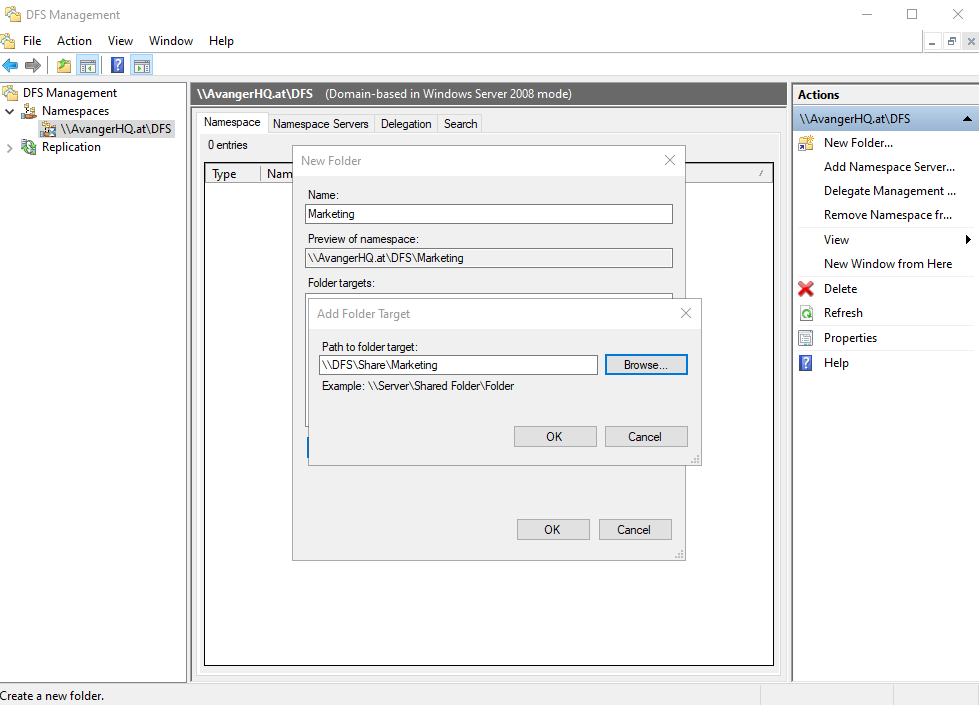 DFS Management
File Action View Window Help
DFS Management
Namespaces
\\AvangerHQ.at\DFS
Replication
\\AvangerHQ.at\DFS (Domain-based in Windows Server 2008 mode)
Namespace Namespace Servers Delegation Search
0 entries
Type Nam
New Folder
Name:
Marketing
Preview of namespace:
\\AvangerHQ.at\DFS\Marketing
Folder targets:
Add Folder Target
Path to folder target:
\\DFS\Share\Marketing Browse...
Example: \\Server\Shared Folder\Folder
OK Cancel
OK Cancel
Actions
\\AvangerHQ.at\DFS
New Folder...
Add Namespace Server...
Delegate Management ...
Remove Namespace fr...
View
New Window from Here
Delete
Refresh
Properties
Help
Create a new folder.